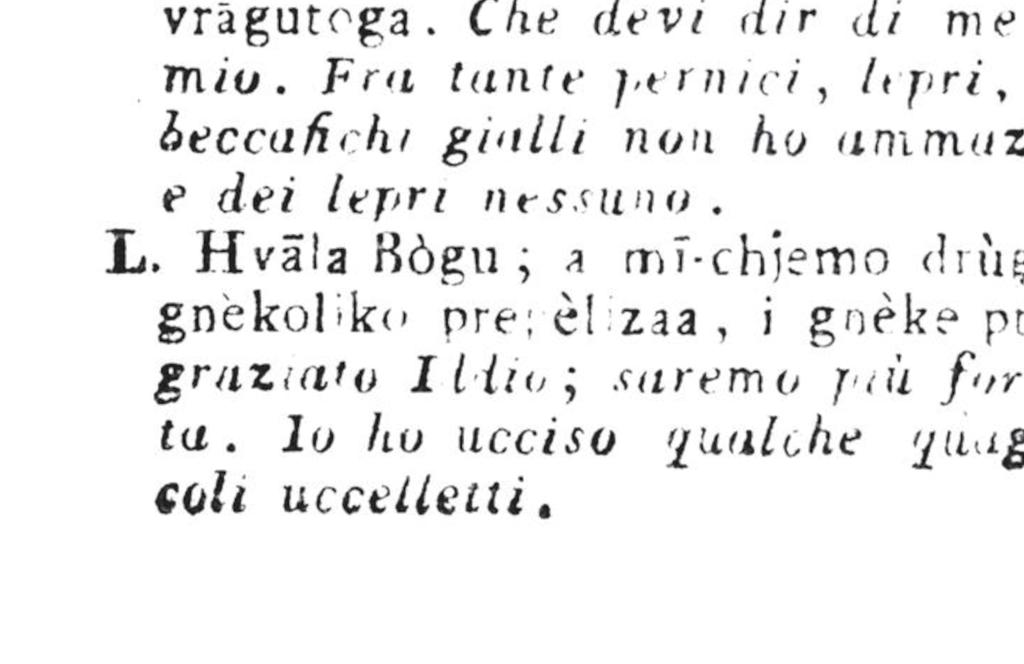 vrāgutoga. Che devi dir di me
mio. Fra tante pernici, lepri,
beccafichi gialli non ho ammaz
e dei lepri nessuno.
L. Hvāla Bògu; a mī-chjemo drùg
gnèkoliko prepèlizaa, i gnèke pr
graziato Iddio; saremo più for
ta. Io ho ucciso qualche quag
coli uccelletti.